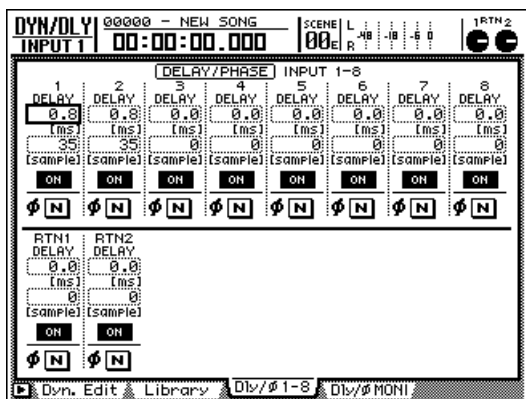 DYN/DLY 00000 - NEW SONG SCENE L -48 -18 -6 0 1RTN2
INPUT 1 00:00:00.000 00E R
DELAY/PHASE INPUT 1-8
1 2 3 4 5 6 7 8
DELAY DELAY DELAY DELAY DELAY DELAY DELAY DELAY
0.8 0.8 0.0 0.0 0.0 0.0 0.0 0.0
[ms] [ms] [ms] [ms] [ms] [ms] [ms] [ms]
35 35 0 0 0 0 0 0
[sample] [sample] [sample] [sample] [sample] [sample] [sample] [sample]
ON ON ON ON ON ON ON ON
ø N ø N ø N ø N ø N ø N ø N ø N
RTN1 RTN2
DELAY DELAY
0.0 0.0
[ms] [ms]
0 0
[sample] [sample]
ON ON
ø N ø N
Dyn. Edit Library Dly/ø1-8 Dly/øMONI